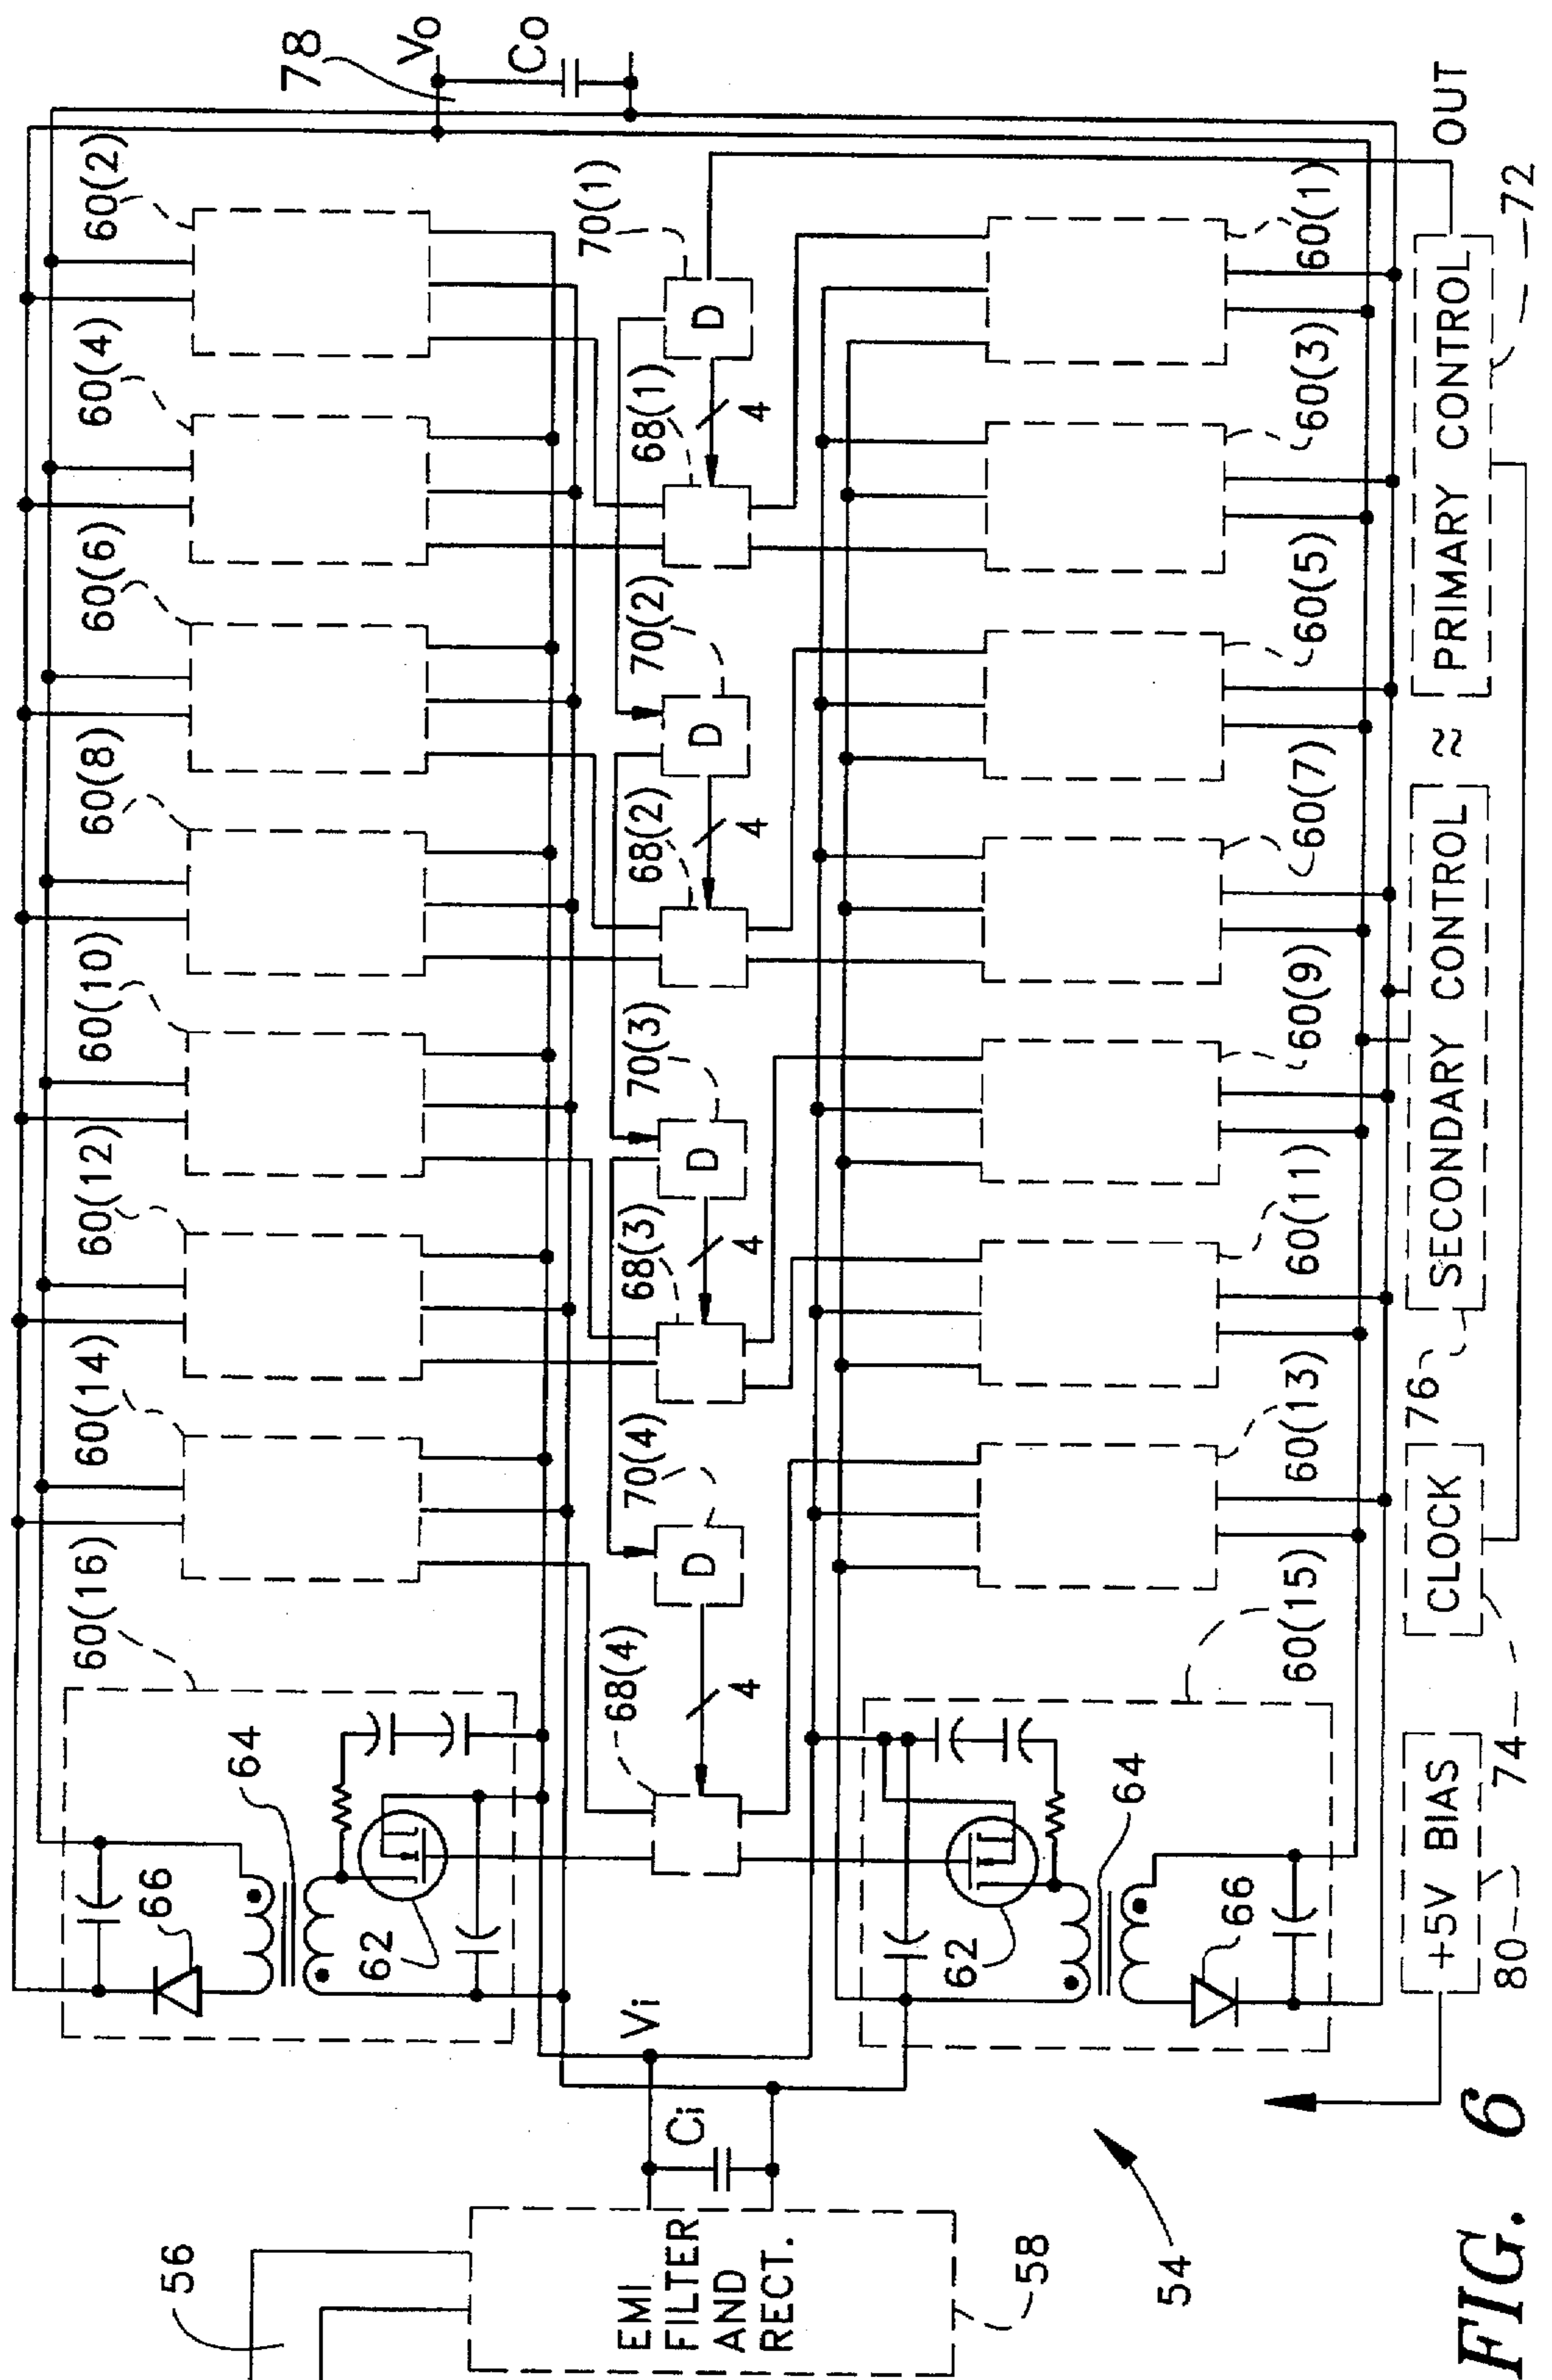 56
EMI
FILTER
AND
RECT.
58
54
Ci
Vi
60(16)
60(14)
60(12)
60(10)
60(8)
60(6)
60(4)
60(2)
78
Vo
Co
66
64
62
68(4)
70(4)
68(3)
70(3)
68(2)
70(2)
68(1)
70(1)
4
D
4
D
4
D
4
D
62
64
66
60(15)
60(13)
60(11)
60(9)
60(7)
60(5)
60(3)
60(1)
+5V BIAS
CLOCK
SECONDARY CONTROL
≈
PRIMARY CONTROL
OUT
80
74
76
72
FIG. 6